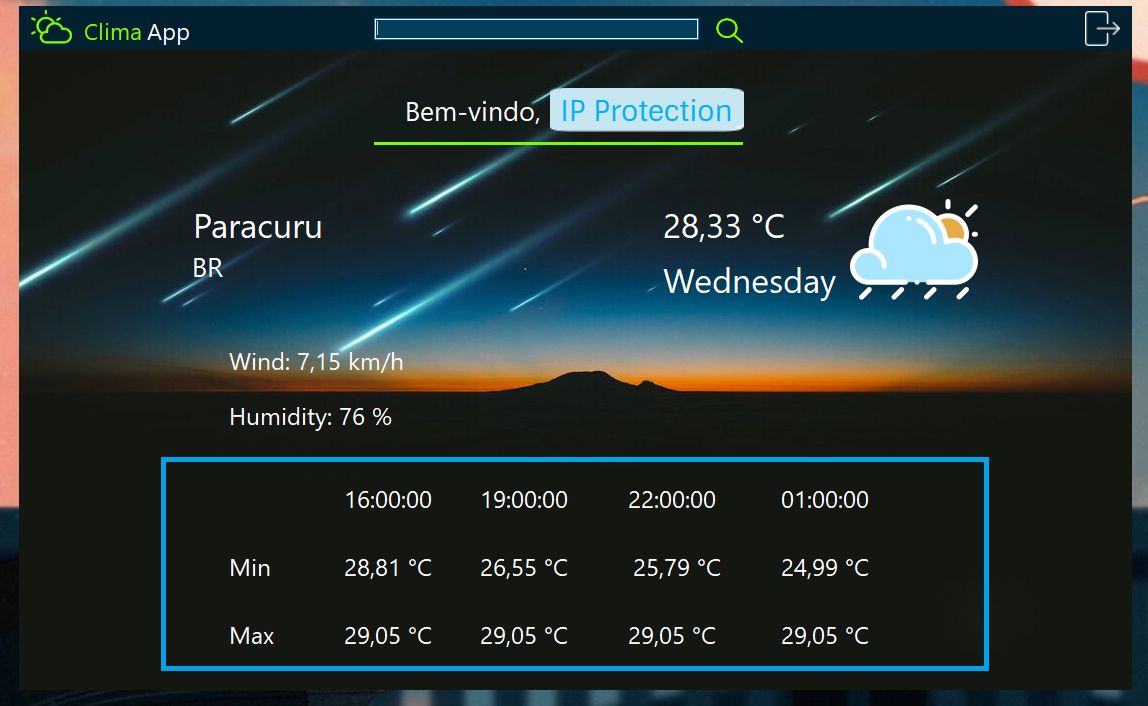 Clima App
Bem-vindo, IP Protection
Paracuru
BR
28,33 °C
Wednesday
Wind: 7,15 km/h
Humidity: 76 %
16:00:00 19:00:00 22:00:00 01:00:00
Min 28,81 °C 26,55 °C 25,79 °C 24,99 °C
Max 29,05 °C 29,05 °C 29,05 °C 29,05 °C